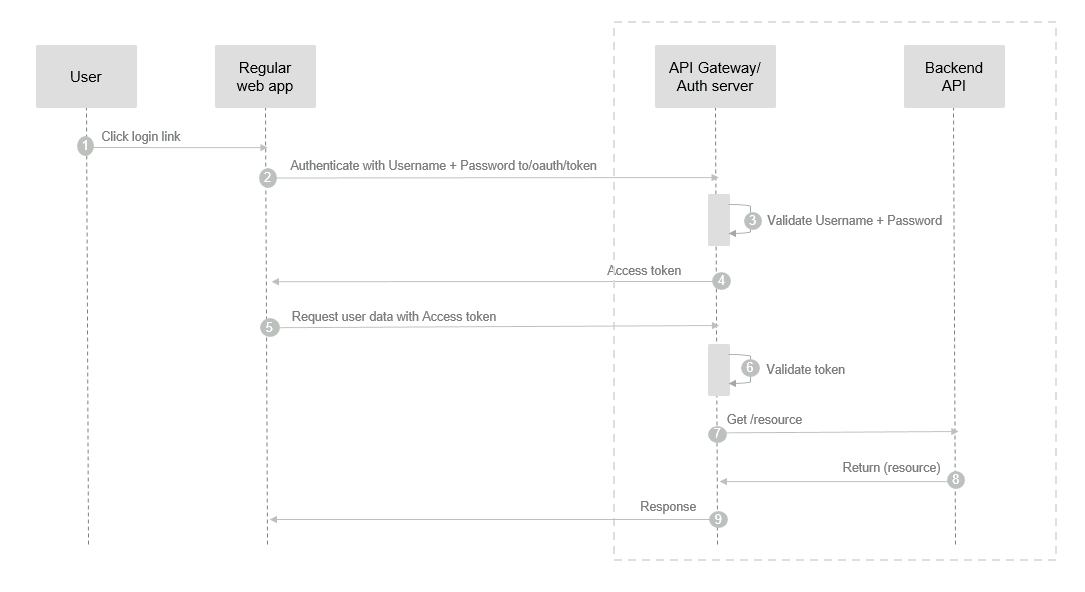 User
Regular
web app
API Gateway/
Auth server
Backend
API
1
Click login link
2
Authenticate with Username + Password to/oauth/token
3
Validate Username + Password
Access token
4
5
Request user data with Access token
6
Validate token
7
Get /resource
Return (resource)
8
Response
9